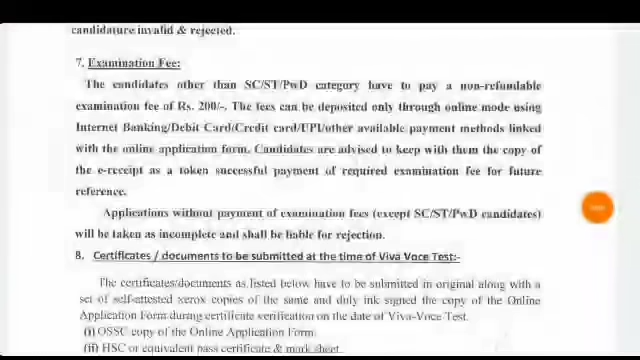 candidature invalid & rejected.
7. Examination Fee:
The candidates other than SC/ST/PwD category have to pay a non-refundable
examination fee of Rs. 200/-. The fees can be deposited only through online mode using
Internet Banking/Debit Card/Credit card/UPI/other available payment methods linked
with the online application form. Candidates are advised to keep with them the copy of
the e-receipt as a token successful payment of required examination fee for future
reference.
Applications without payment of examination fees (except SC/ST/PwD candidates)
will be taken as incomplete and shall be liable for rejection.
8. Certificates / documents to be submitted at the time of Viva Voce Test:-
The certificates/documents as listed below have to be submitted in original along with a
set of self-attested xerox copies of the same and duly ink signed the copy of the Online
Application Form during certificate verification on the date of Viva-Voce Test.
(i) OSSC copy of the Online Application Form.
(ii) HSC or equivalent pass certificate & mark sheet.